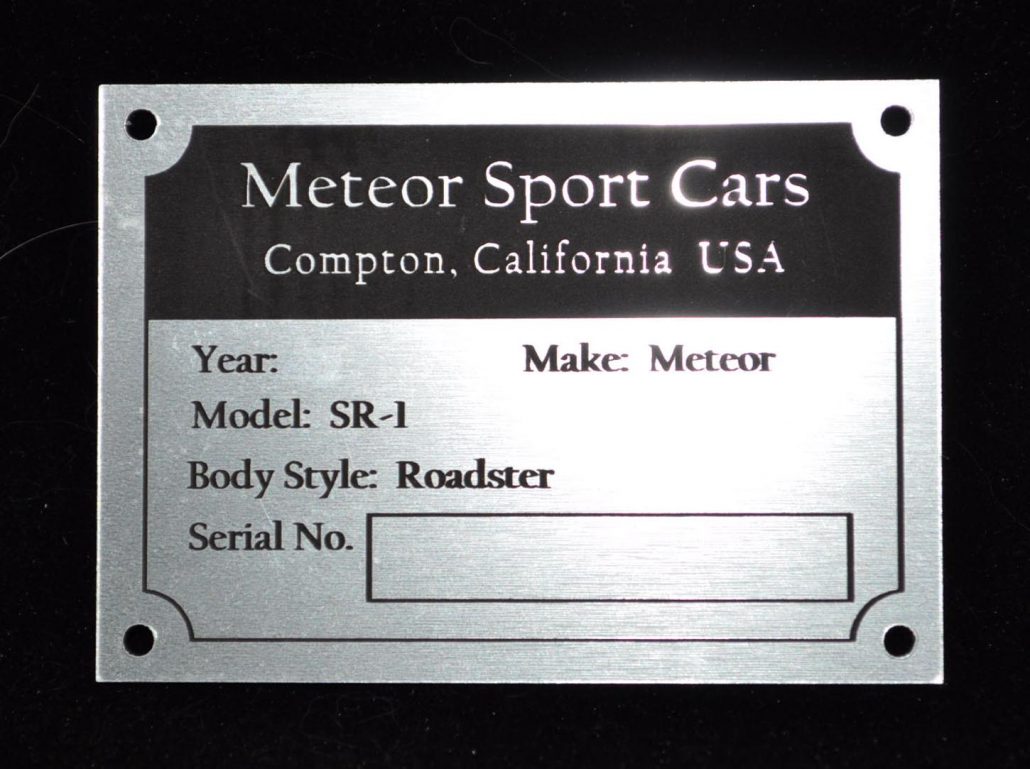 Meteor Sport Cars
Compton, California USA
Year: Make: Meteor
Model: SR-1
Body Style: Roadster
Serial No.